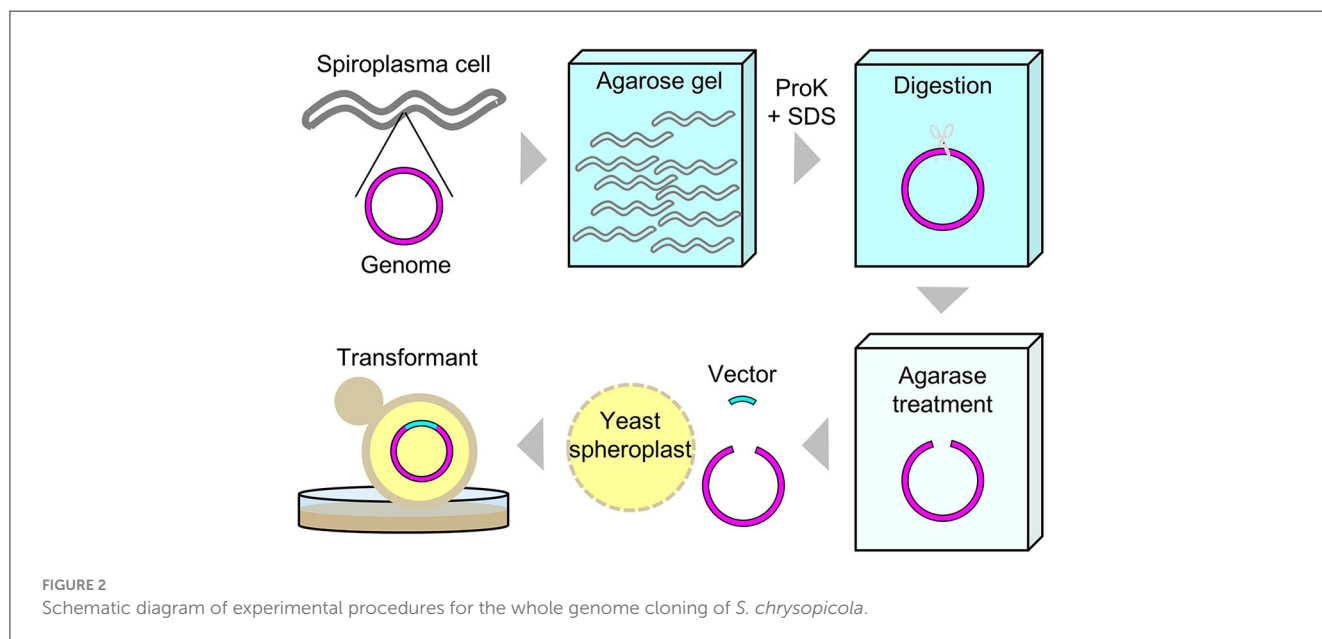 Spiroplasma cell
Genome
Agarose gel
ProK
+ SDS
Digestion
Agarase
treatment
Vector
Yeast
spheroplast
Transformant
FIGURE 2
Schematic diagram of experimental procedures for the whole genome cloning of S. chrysopicola.